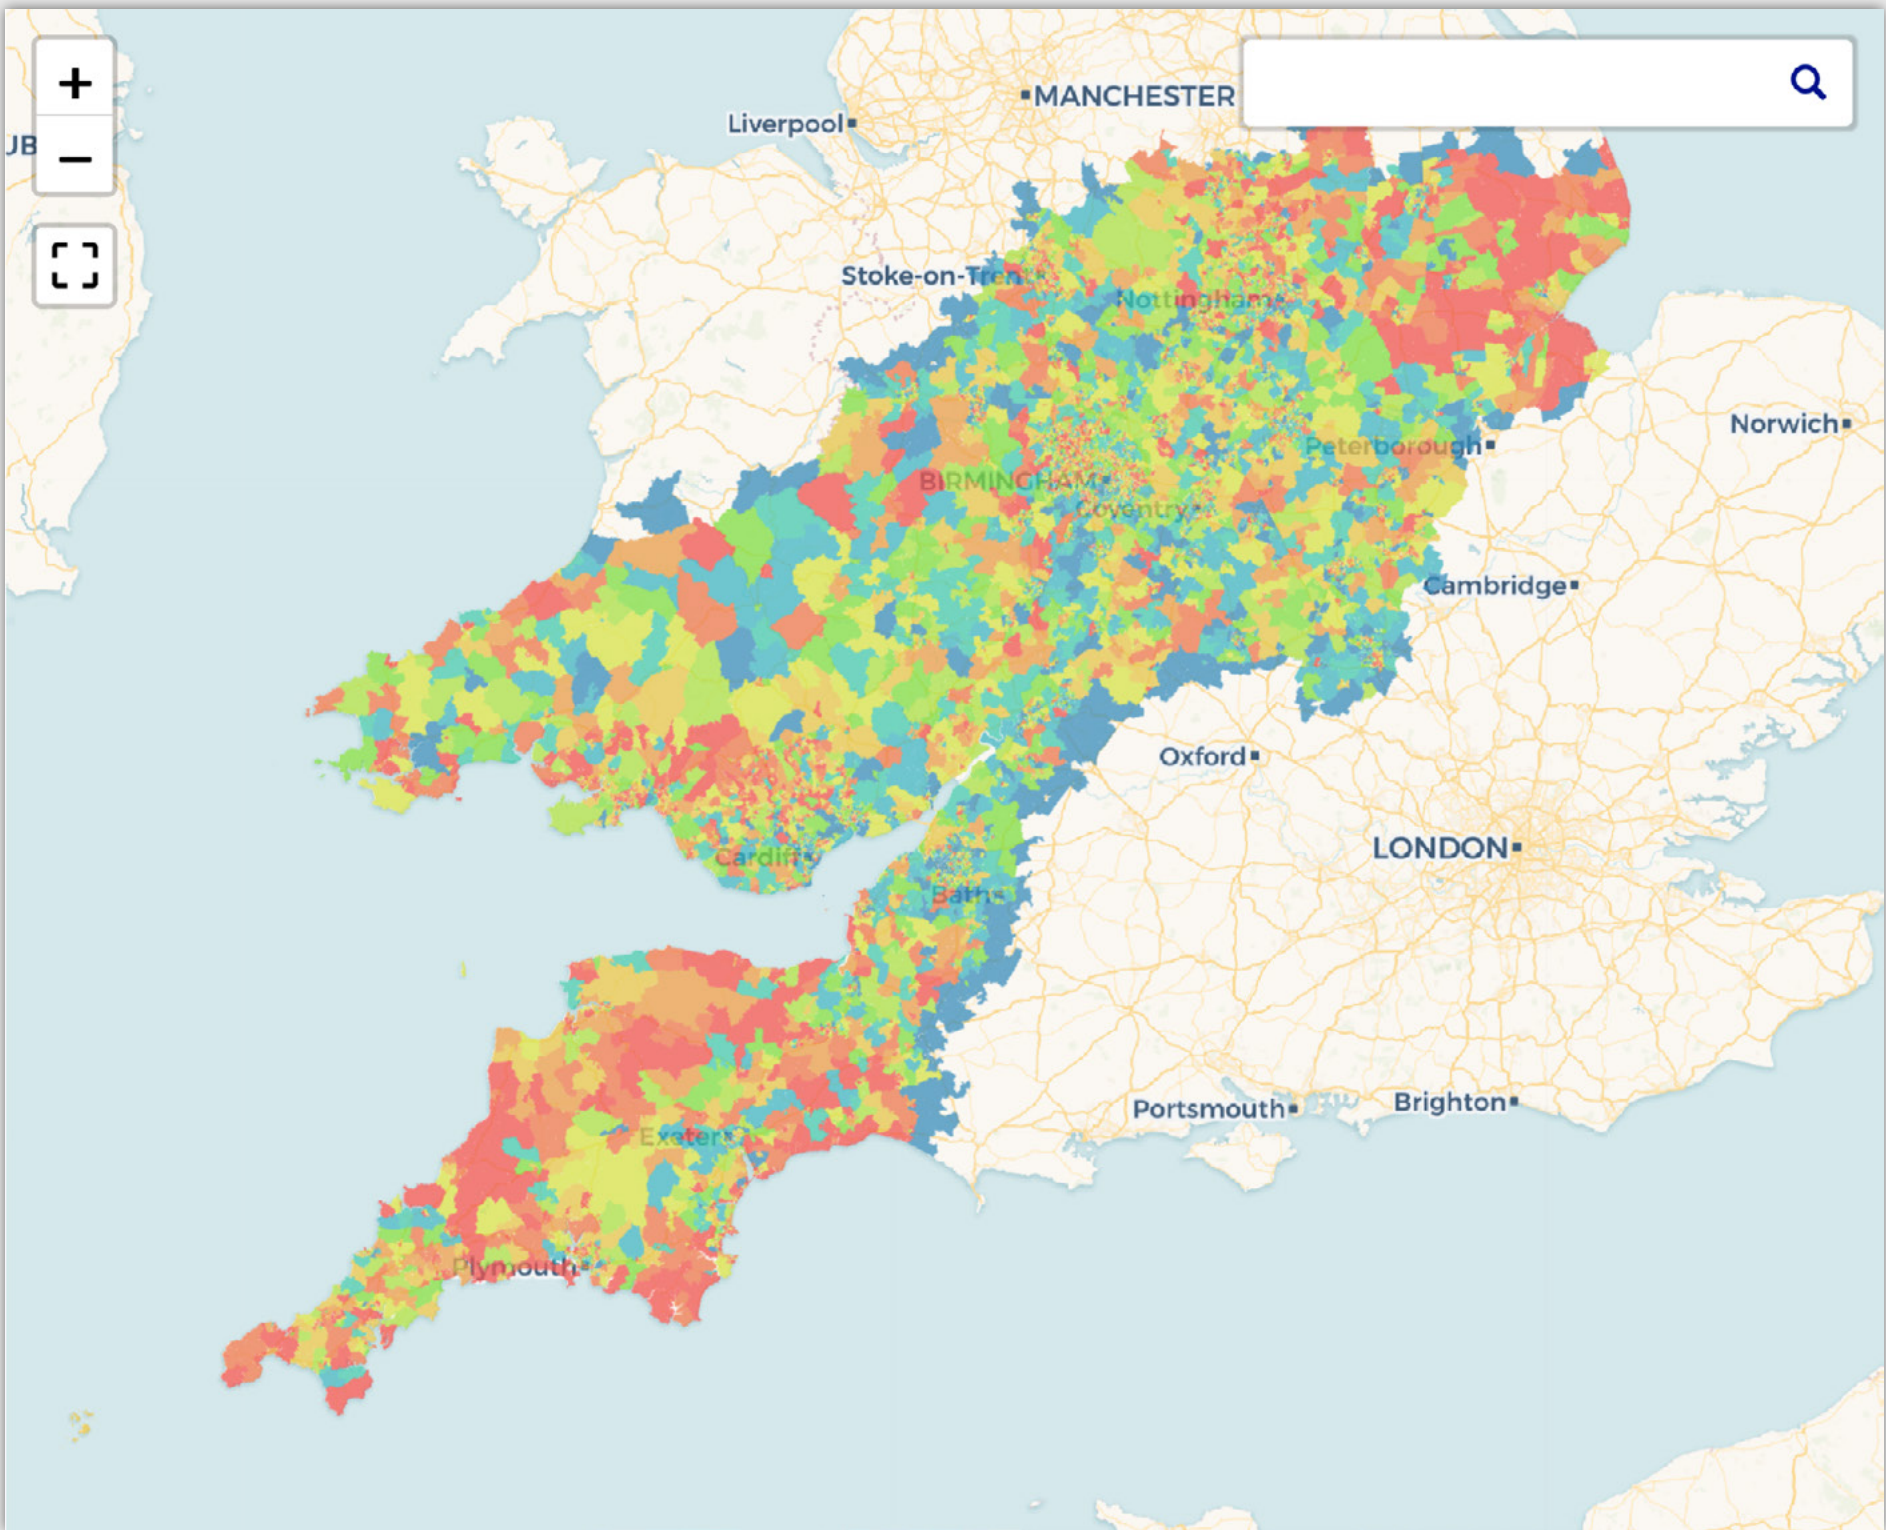 +
MANCHESTER
Liverpool
JB
−
Stoke-on-Trent
Nottingham
Norwich
Peterborough
BIRMINGHAM
Coventry
Cambridge
Oxford
LONDON
Cardiff
Bath
Portsmouth
Brighton
Exeter
Plymouth